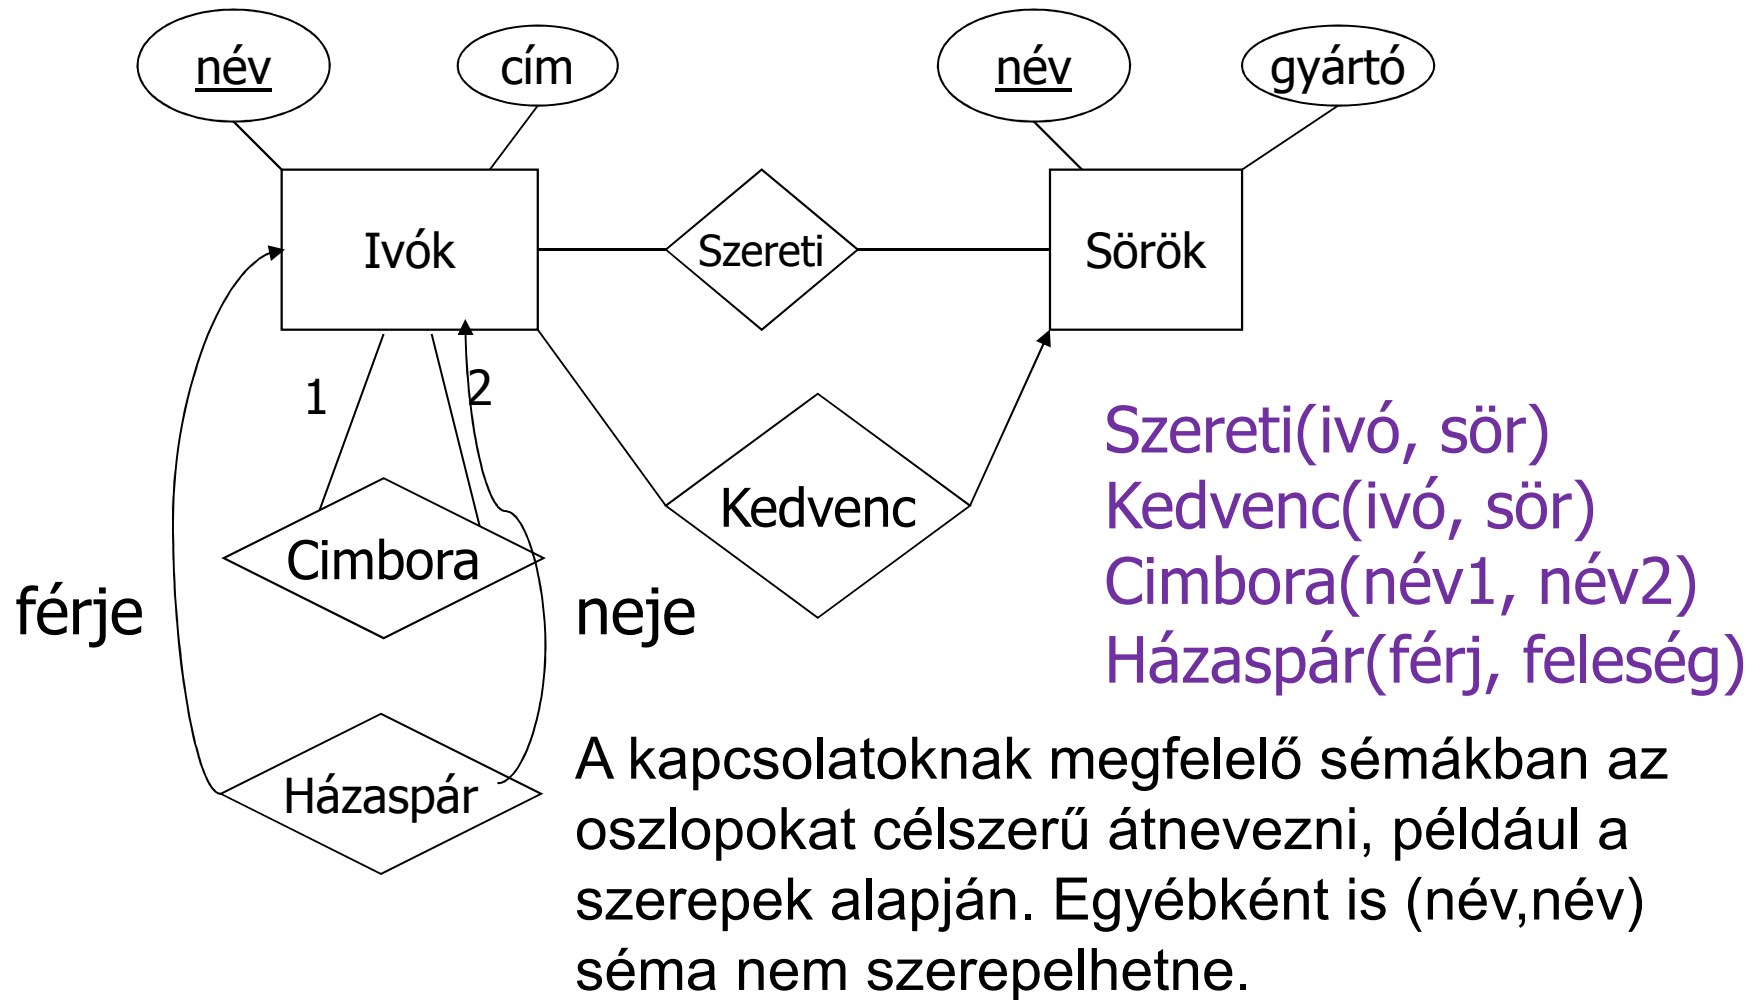 név
cím
név
gyártó
Ivók
Szereti
Sörök
1
2
Szereti(ivó, sör)
Kedvenc
Kedvenc(ivó, sör)
Cimbora
Cimbora(név1, név2)
férje
neje
Házaspár(férj, feleség)
Házaspár
A kapcsolatoknak megfelelő sémákban az
oszlopokat célszerű átnevezni, például a
szerepek alapján. Egyébként is (név,név)
séma nem szerepelhetne.